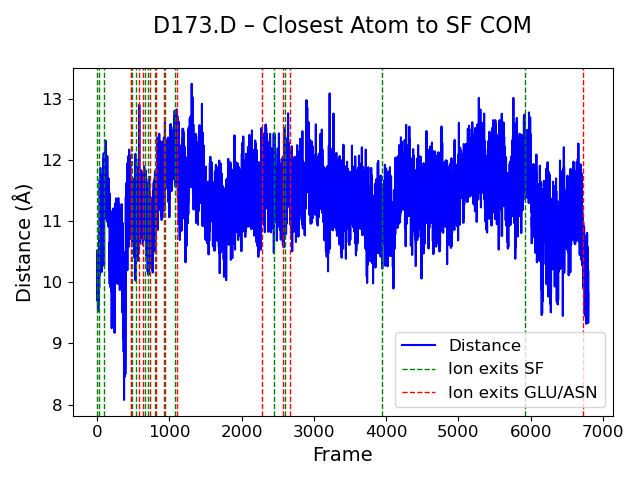 D173.D – Closest Atom to SF COM
13
12
11
10
9
8
Distance (Å)
0
1000
2000
3000
4000
5000
6000
7000
Frame
Distance
Ion exits SF
Ion exits GLU/ASN